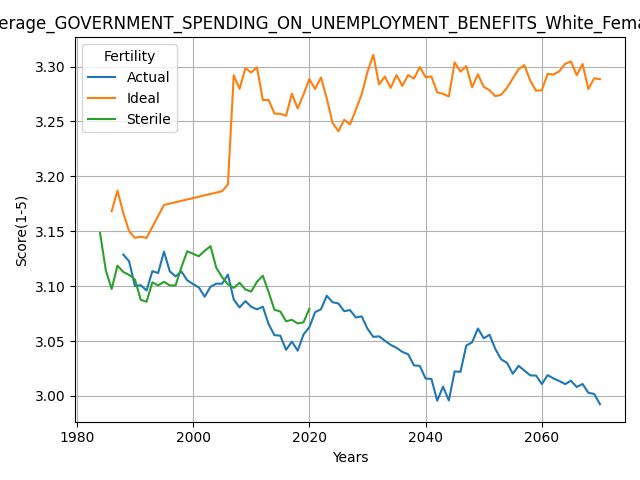 erage_GOVERNMENT_SPENDING_ON_UNEMPLOYMENT_BENEFITS_White_Fema
Fertility
Actual
Ideal
Sterile
Score(1-5)
3.30
3.25
3.20
3.15
3.10
3.05
3.00
1980 2000 2020 2040 2060
Years